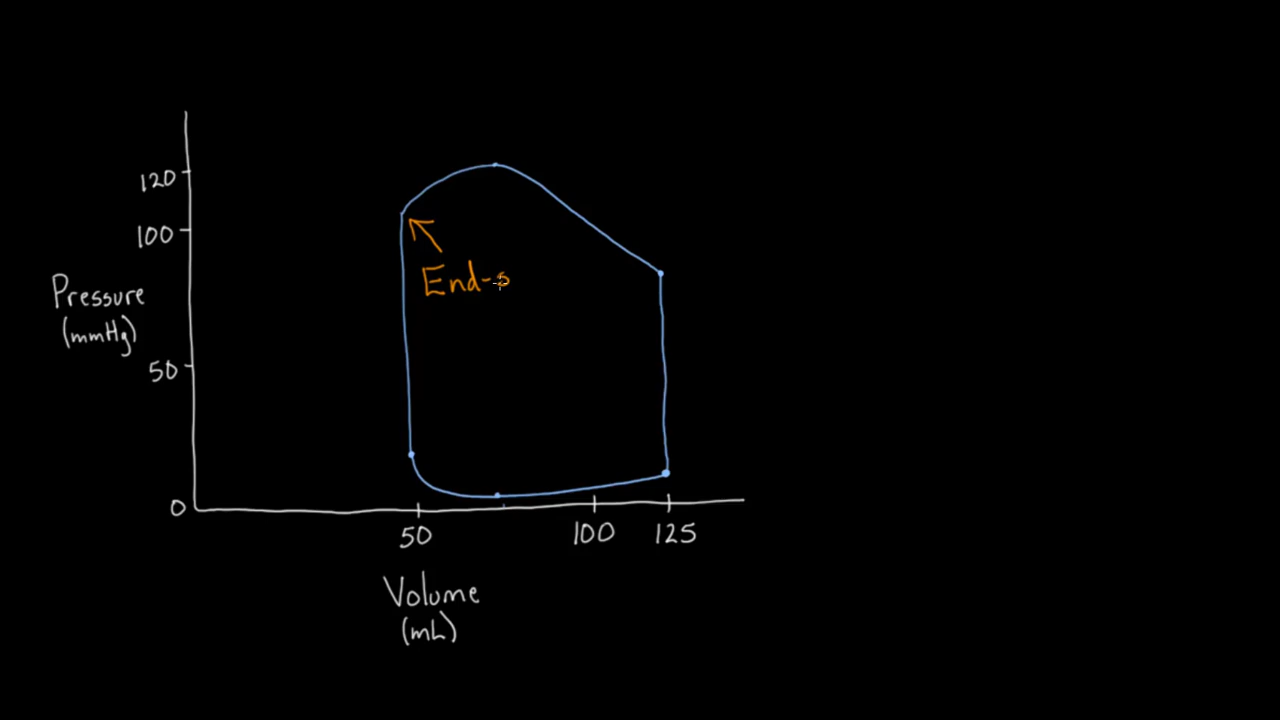 120
100
Pressure
(mmHg)
50
0
End-s
50 100 125
Volume
(mL)